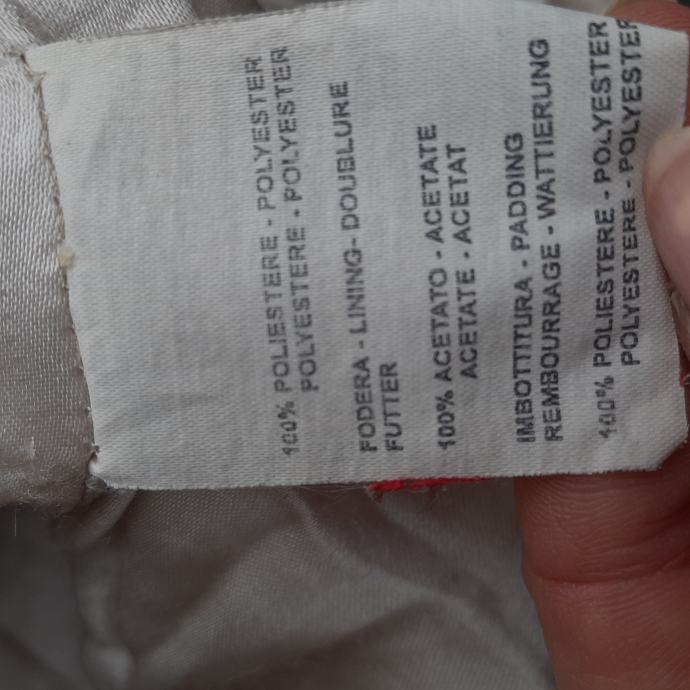 100% POLIESTERE - POLYESTER
POLYESTERE - POLYESTER
FODERA - LINING- DOUBLURE
FUTTER
100% ACETATO - ACETATE
ACETATE - ACETAT
IMBOTTITURA - PADDING
REMBOURRAGE - WATTIERUNG
100% POLIESTERE - POLYESTER
POLYESTERE - POLYESTER